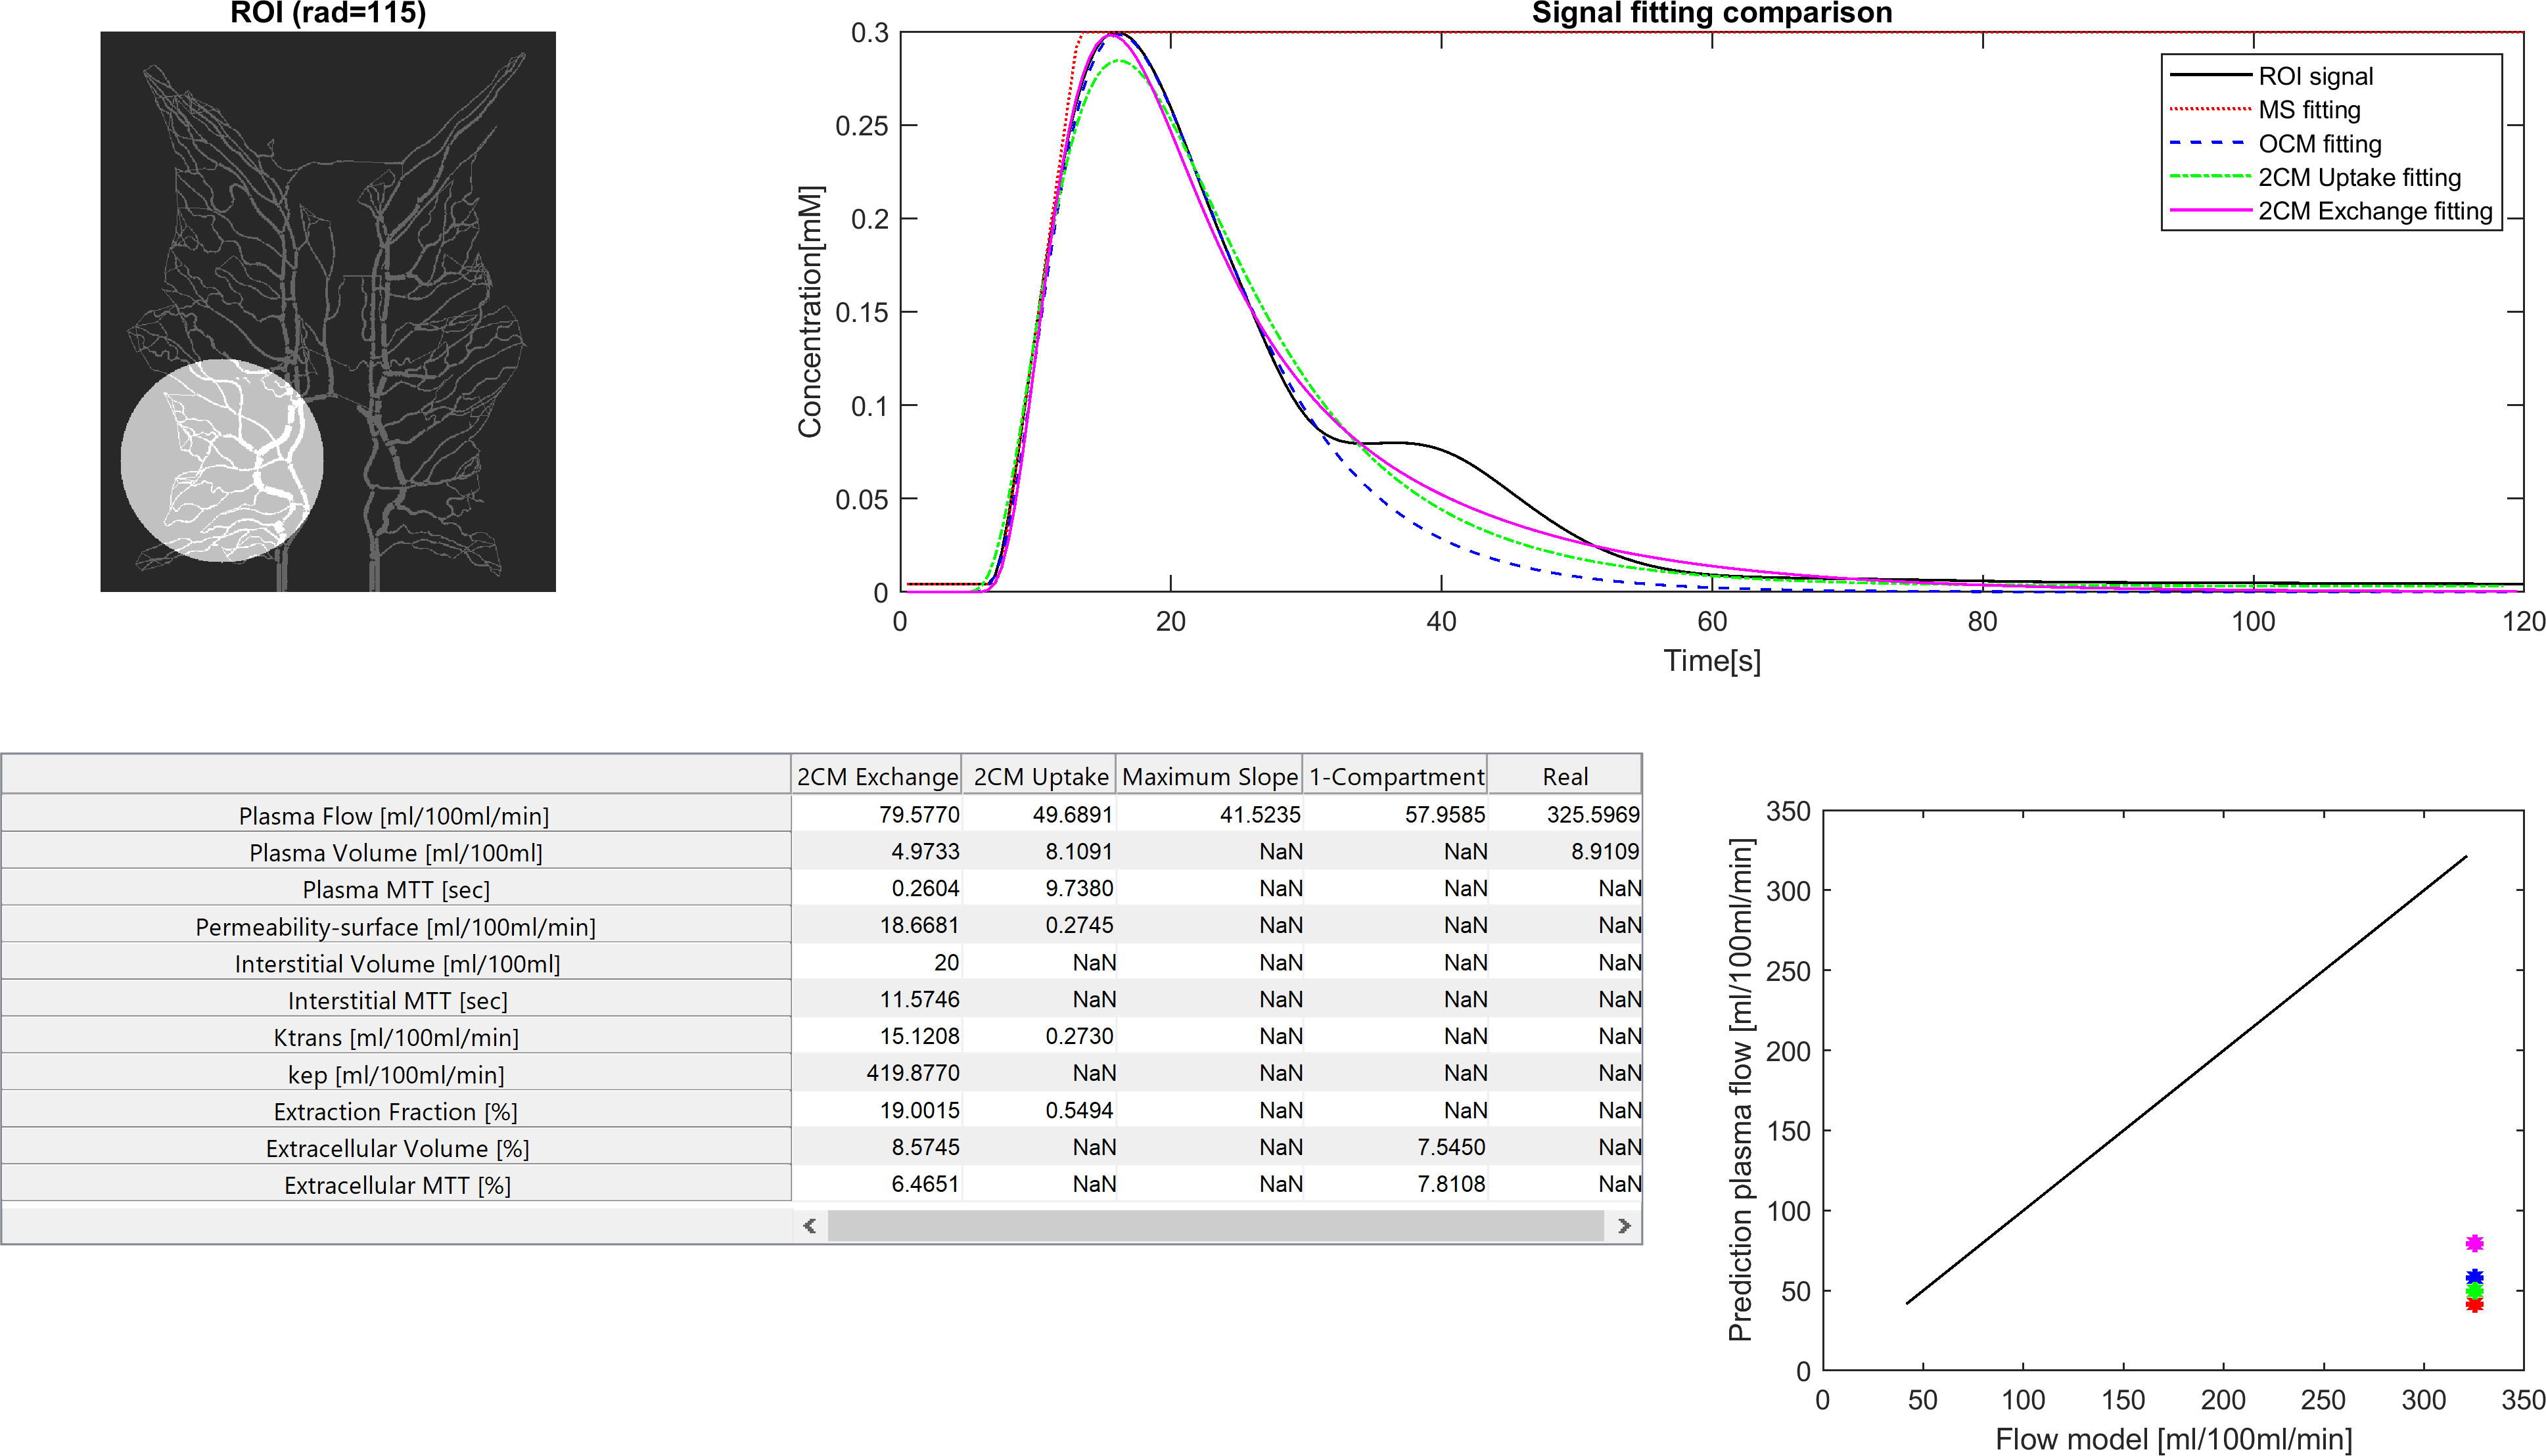 ROI (rad=115)
Signal fitting comparison
Concentration[mM]
0.3
0.25
0.2
0.15
0.1
0.05
0
0 20 40 60 80 100 120
Time[s]
ROI signal
MS fitting
OCM fitting
2CM Uptake fitting
2CM Exchange fitting
2CM Exchange 2CM Uptake Maximum Slope 1-Compartment Real
Plasma Flow [ml/100ml/min] 79.5770 49.6891 41.5235 57.9585 325.5969
Plasma Volume [ml/100ml] 4.9733 8.1091 NaN NaN 8.9109
Plasma MTT [sec] 0.2604 9.7380 NaN NaN NaN
Permeability-surface [ml/100ml/min] 18.6681 0.2745 NaN NaN NaN
Interstitial Volume [ml/100ml] 20 NaN NaN NaN NaN
Interstitial MTT [sec] 11.5746 NaN NaN NaN NaN
Ktrans [ml/100ml/min] 15.1208 0.2730 NaN NaN NaN
kep [ml/100ml/min] 419.8770 NaN NaN NaN NaN
Extraction Fraction [%] 19.0015 0.5494 NaN NaN NaN
Extracellular Volume [%] 8.5745 NaN NaN 7.5450 NaN
Extracellular MTT [%] 6.4651 NaN NaN 7.8108 NaN
Prediction plasma flow [ml/100ml/min]
350
300
250
200
150
100
50
0
0 50 100 150 200 250 300 350
Flow model [ml/100ml/min]